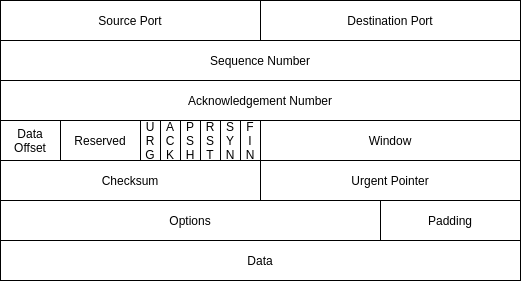 Source Port
Destination Port
Sequence Number
Acknowledgement Number
Data
Offset
Reserved
URG
ACK
PSH
RST
SYN
FIN
Window
Checksum
Urgent Pointer
Options
Padding
Data